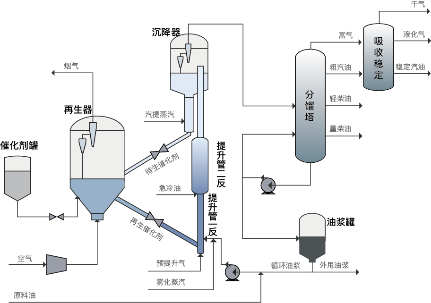 干气
沉降器
富气
吸收稳定
液化气
烟气
粗汽油
稳定汽油
再生器
分馏塔
轻柴油
汽提蒸汽
重柴油
催化剂罐
待生催化剂
提升管二反
急冷油
提升管一反
油浆罐
再生催化剂
空气
预提升气
循环油浆
外甩油浆
雾化蒸汽
原料油